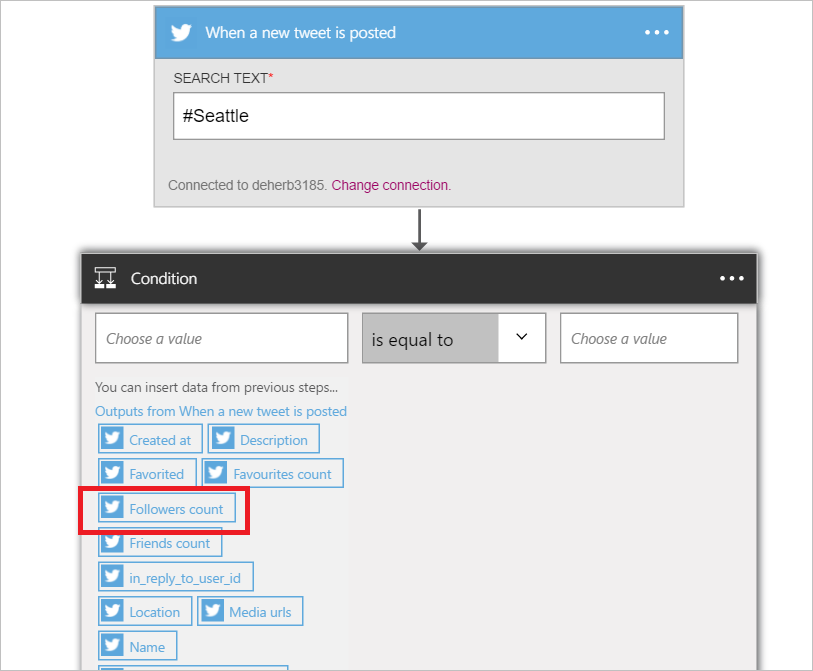 When a new tweet is posted
SEARCH TEXT*
#Seattle
Connected to deherb3185. Change connection.
Condition
Choose a value is equal to Choose a value
You can insert data from previous steps...
Outputs from When a new tweet is posted
Created at Description
Favorited Favourites count
Followers count
Friends count
in_reply_to_user_id
Location Media urls
Name